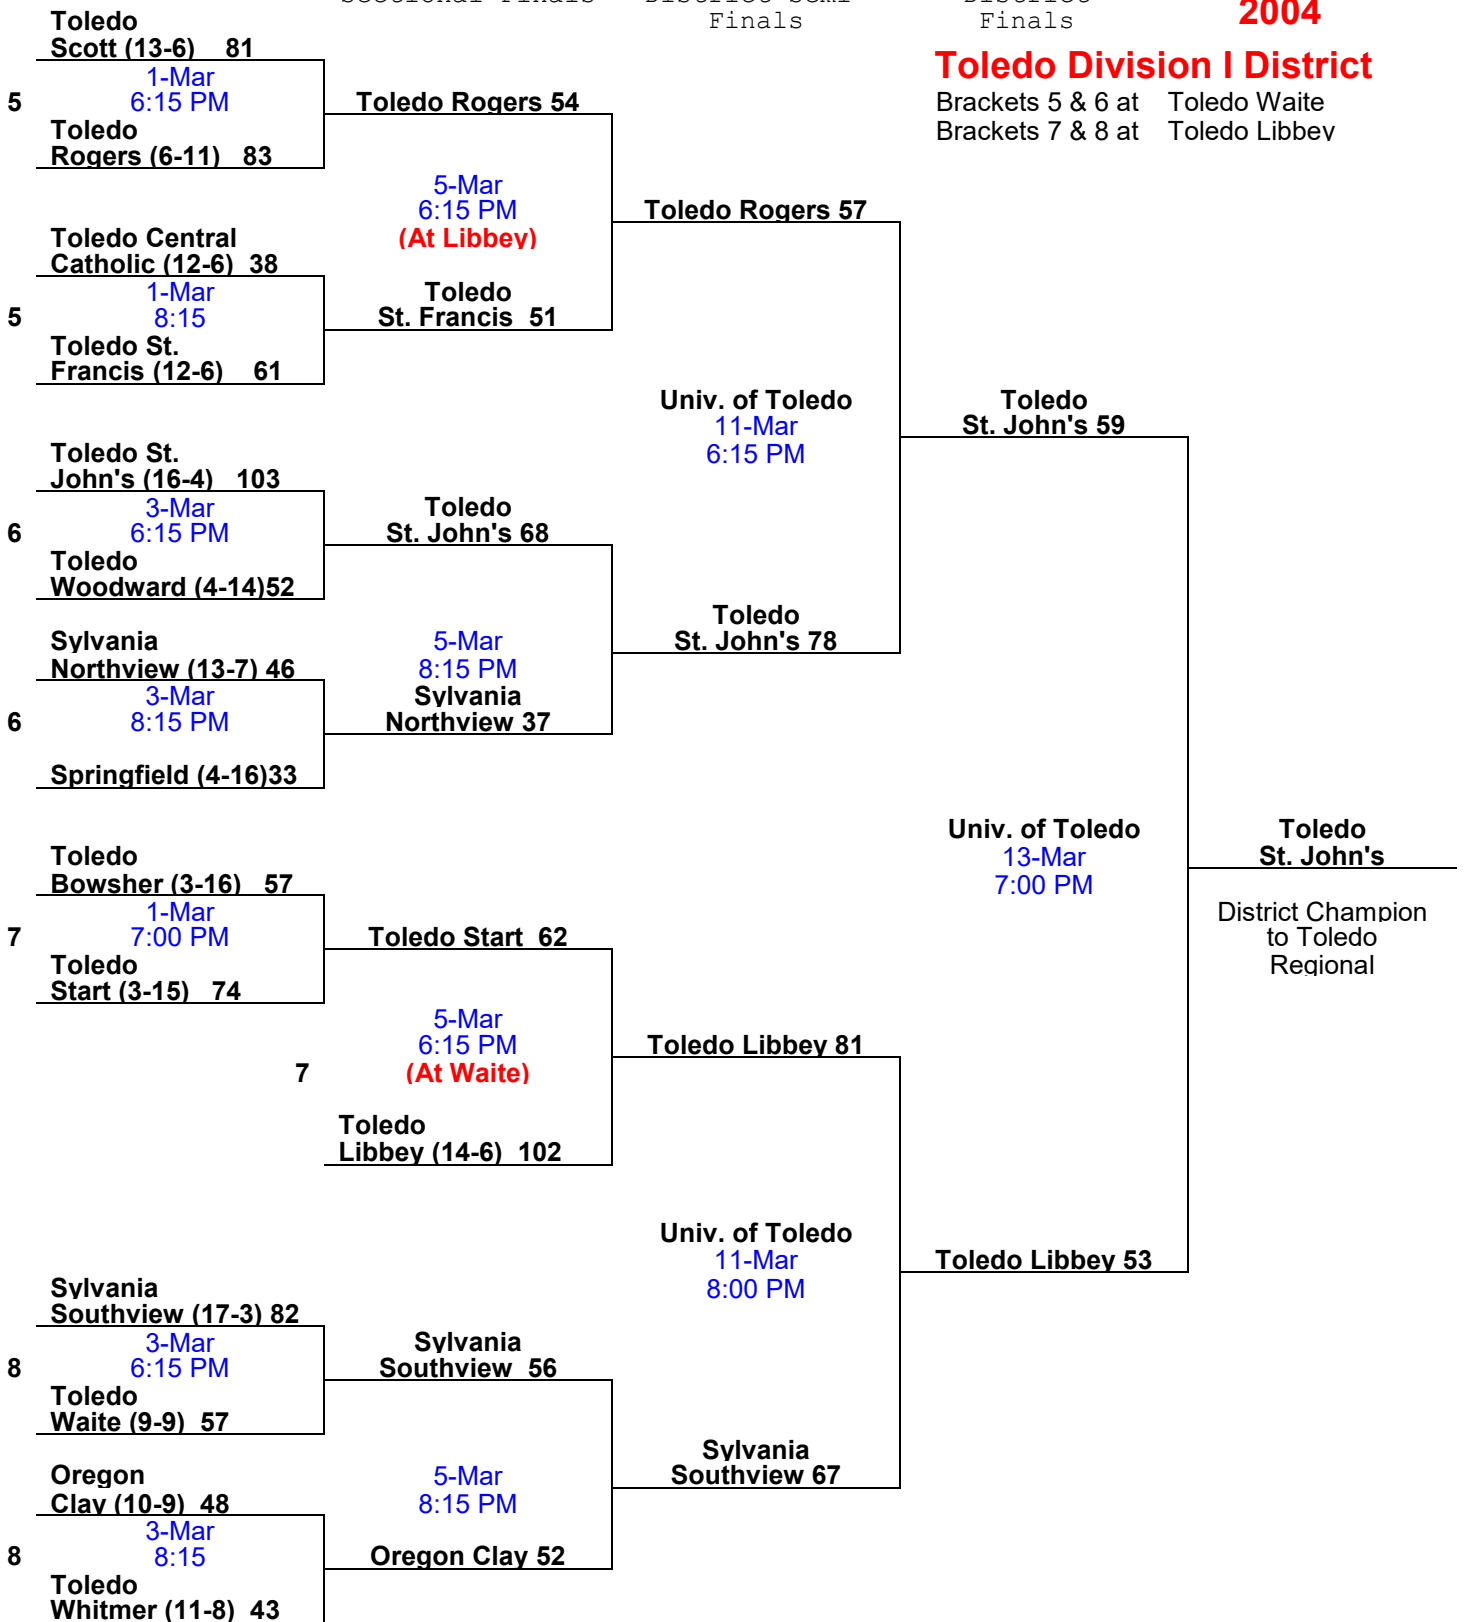 Sectional Finals
District Semi-
Finals
District
Finals
2004
Toledo Division I District
Brackets 5 & 6 at Toledo Waite
Brackets 7 & 8 at Toledo Libbey
Toledo
Scott (13-6) 81
1-Mar
5 6:15 PM
Toledo
Rogers (6-11) 83
Toledo Rogers 54
5-Mar
6:15 PM
(At Libbey)
Toledo Rogers 57
Toledo Central
Catholic (12-6) 38
1-Mar
5 8:15
Toledo St.
Francis (12-6) 61
Toledo
St. Francis 51
Univ. of Toledo
11-Mar
6:15 PM
Toledo
St. John's 59
Toledo St.
John's (16-4) 103
3-Mar
6 6:15 PM
Toledo
Woodward (4-14)52
Toledo
St. John's 68
5-Mar
8:15 PM
Toledo
St. John's 78
Sylvania
Northview (13-7) 46
3-Mar
6 8:15 PM
Springfield (4-16)33
Sylvania
Northview 37
Univ. of Toledo
13-Mar
7:00 PM
Toledo
St. John's
District Champion
to Toledo
Regional
Toledo
Bowsher (3-16) 57
1-Mar
7 7:00 PM
Toledo
Start (3-15) 74
Toledo Start 62
5-Mar
6:15 PM
7 (At Waite)
Toledo
Libbey (14-6) 102
Toledo Libbey 81
Univ. of Toledo
11-Mar
8:00 PM
Toledo Libbey 53
Sylvania
Southview (17-3) 82
3-Mar
8 6:15 PM
Toledo
Waite (9-9) 57
Sylvania
Southview 56
5-Mar
8:15 PM
Sylvania
Southview 67
Oregon
Clay (10-9) 48
3-Mar
8 8:15
Toledo
Whitmer (11-8) 43
Oregon Clay 52